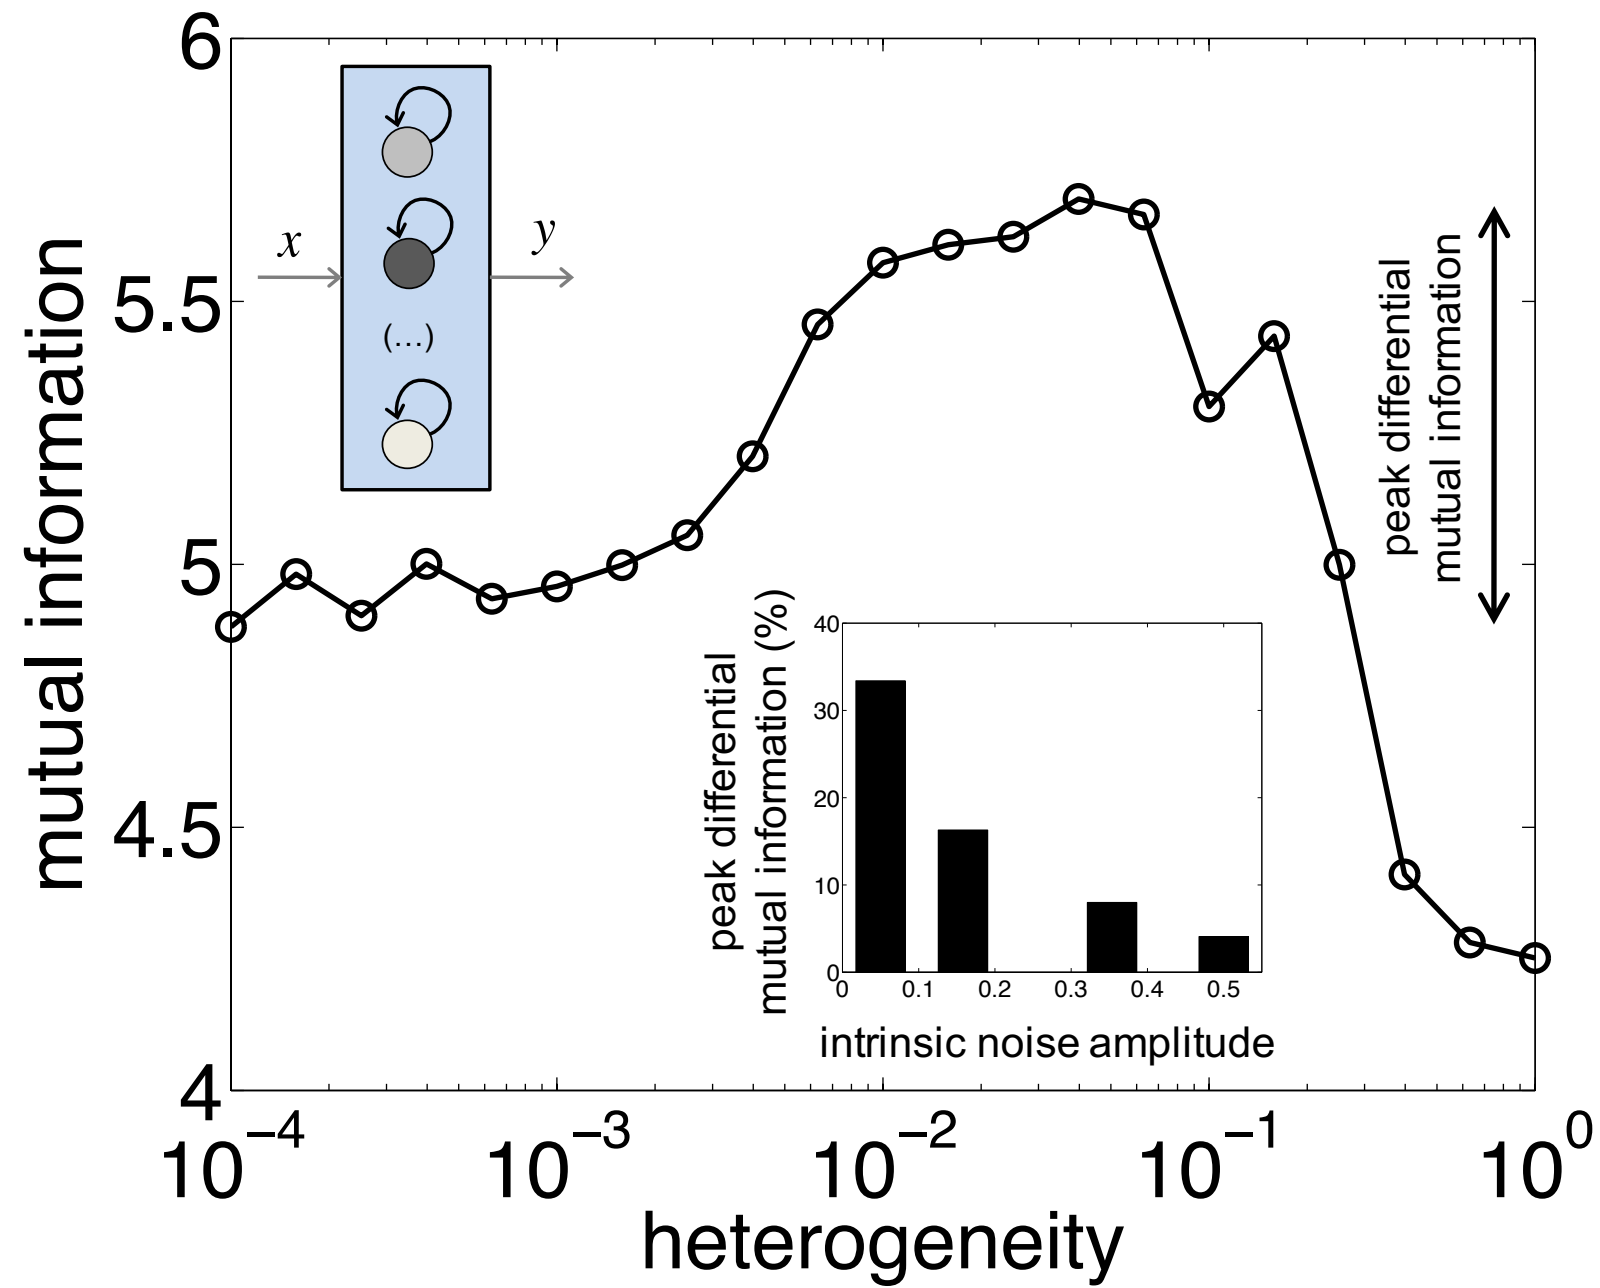 mutual information
6
5.5
5
4.5
4
x
y
(...)
peak differential
mutual information
peak differential
mutual information (%)
40
30
20
10
0
0 0.1 0.2 0.3 0.4 0.5
intrinsic noise amplitude
10⁻⁴ 10⁻³ 10⁻² 10⁻¹ 10⁰
heterogeneity